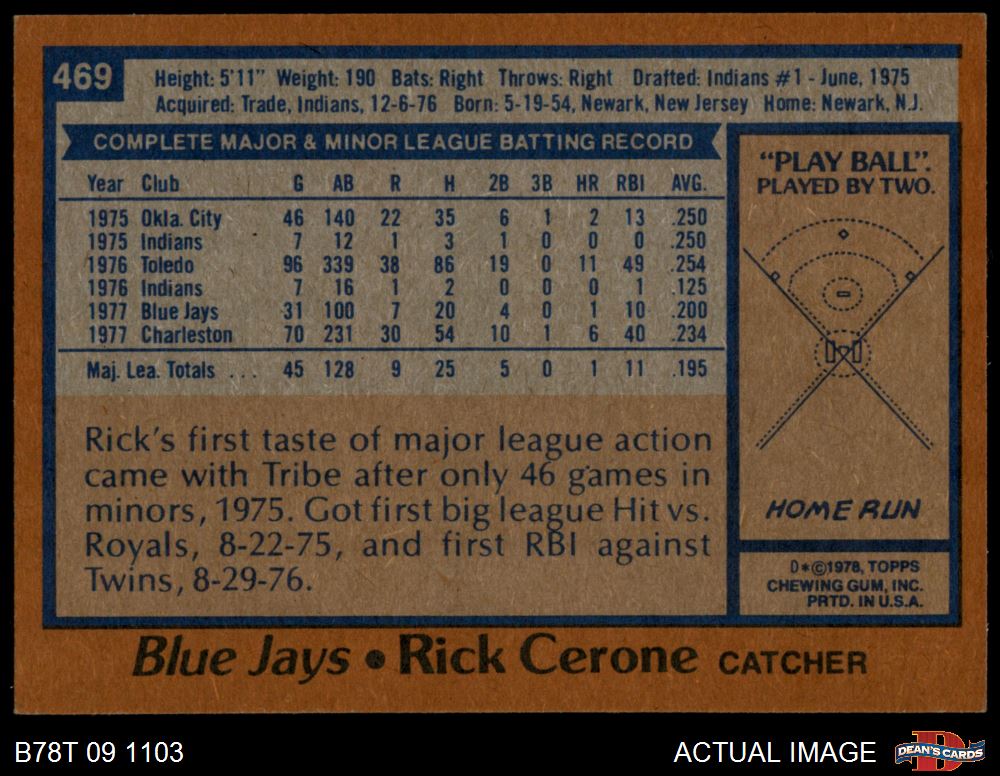 469
Height: 5'11" Weight: 190 Bats: Right Throws: Right Drafted: Indians #1 - June, 1975
Acquired: Trade, Indians, 12-6-76 Born: 5-19-54, Newark, New Jersey Home: Newark, N.J.
COMPLETE MAJOR & MINOR LEAGUE BATTING RECORD
Year Club G AB R H 2B 3B HR RBI AVG.
1975 Okla. City 46 140 22 35 6 1 2 13 .250
1975 Indians 7 12 1 3 1 0 0 0 .250
1976 Toledo 96 339 38 86 19 0 11 49 .254
1976 Indians 7 16 1 2 0 0 0 1 .125
1977 Blue Jays 31 100 7 20 4 0 1 10 .200
1977 Charleston 70 231 30 54 10 1 6 40 .234
Maj. Lea. Totals ... 45 128 9 25 5 0 1 11 .195
Rick's first taste of major league action
came with Tribe after only 46 games in
minors, 1975. Got first big league Hit vs.
Royals, 8-22-75, and first RBI against
Twins, 8-29-76.
"PLAY BALL".
PLAYED BY TWO.
HOME RUN
D*©1978, TOPPS
CHEWING GUM, INC.
PRTD. IN U.S.A.
Blue Jays • Rick Cerone CATCHER
B78T 09 1103
ACTUAL IMAGE
DEAN'S CARDS